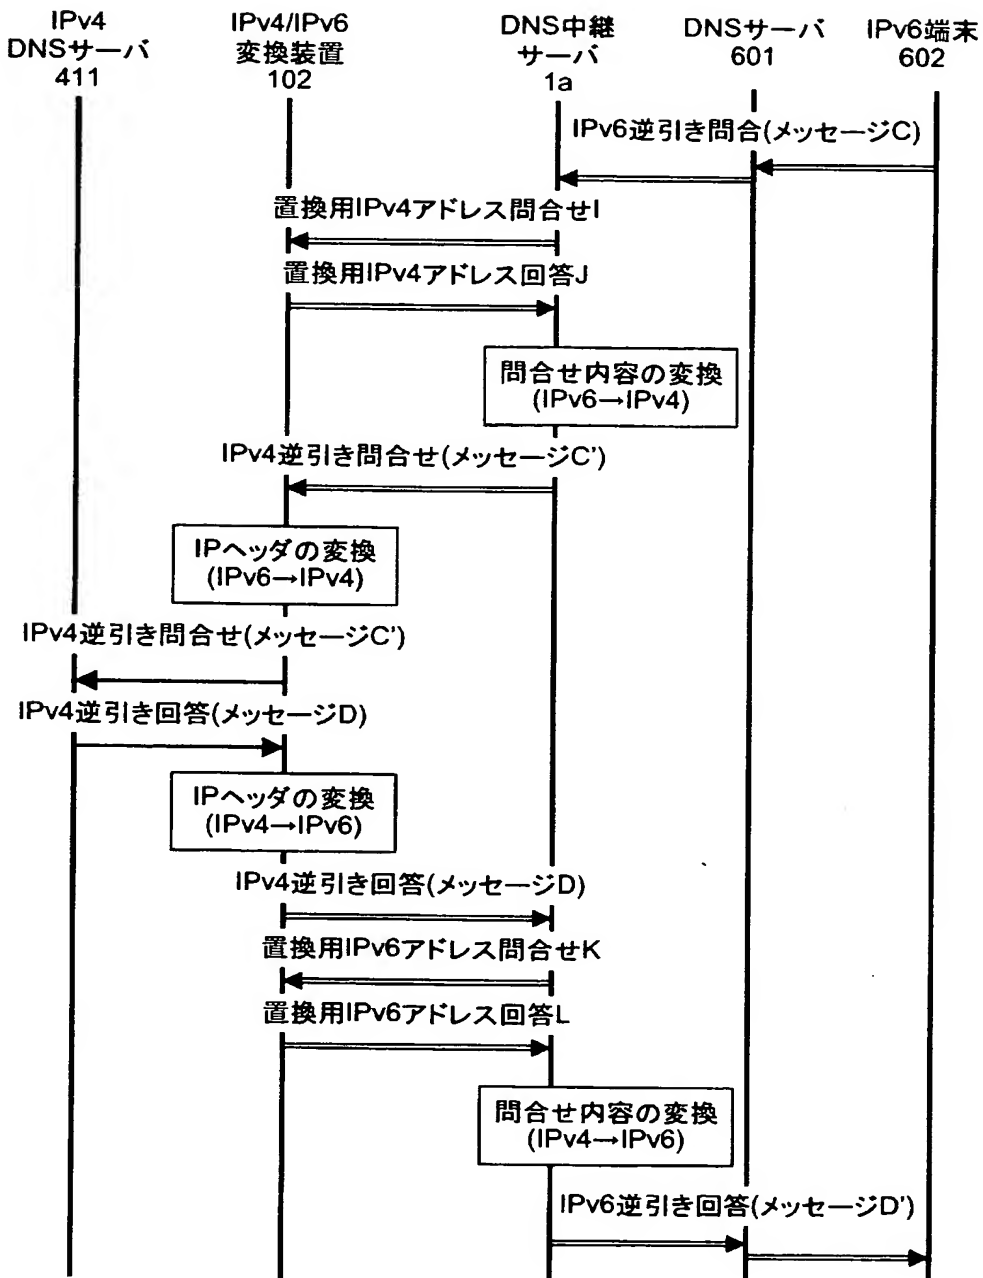 IPv4
DNSサーバ
411
IPv4/IPv6
変換装置
102
DNS中継
サーバ
1a
DNSサーバ
601
IPv6端末
602
IPv6逆引き問合(メッセージC)
置換用IPv4アドレス問合せI
置換用IPv4アドレス回答J
問合せ内容の変換
(IPv6→IPv4)
IPv4逆引き問合せ(メッセージC')
IPヘッダの変換
(IPv6→IPv4)
IPv4逆引き問合せ(メッセージC')
IPv4逆引き回答(メッセージD)
IPヘッダの変換
(IPv4→IPv6)
IPv4逆引き回答(メッセージD)
置換用IPv6アドレス問合せK
置換用IPv6アドレス回答L
問合せ内容の変換
(IPv4→IPv6)
IPv6逆引き回答(メッセージD')